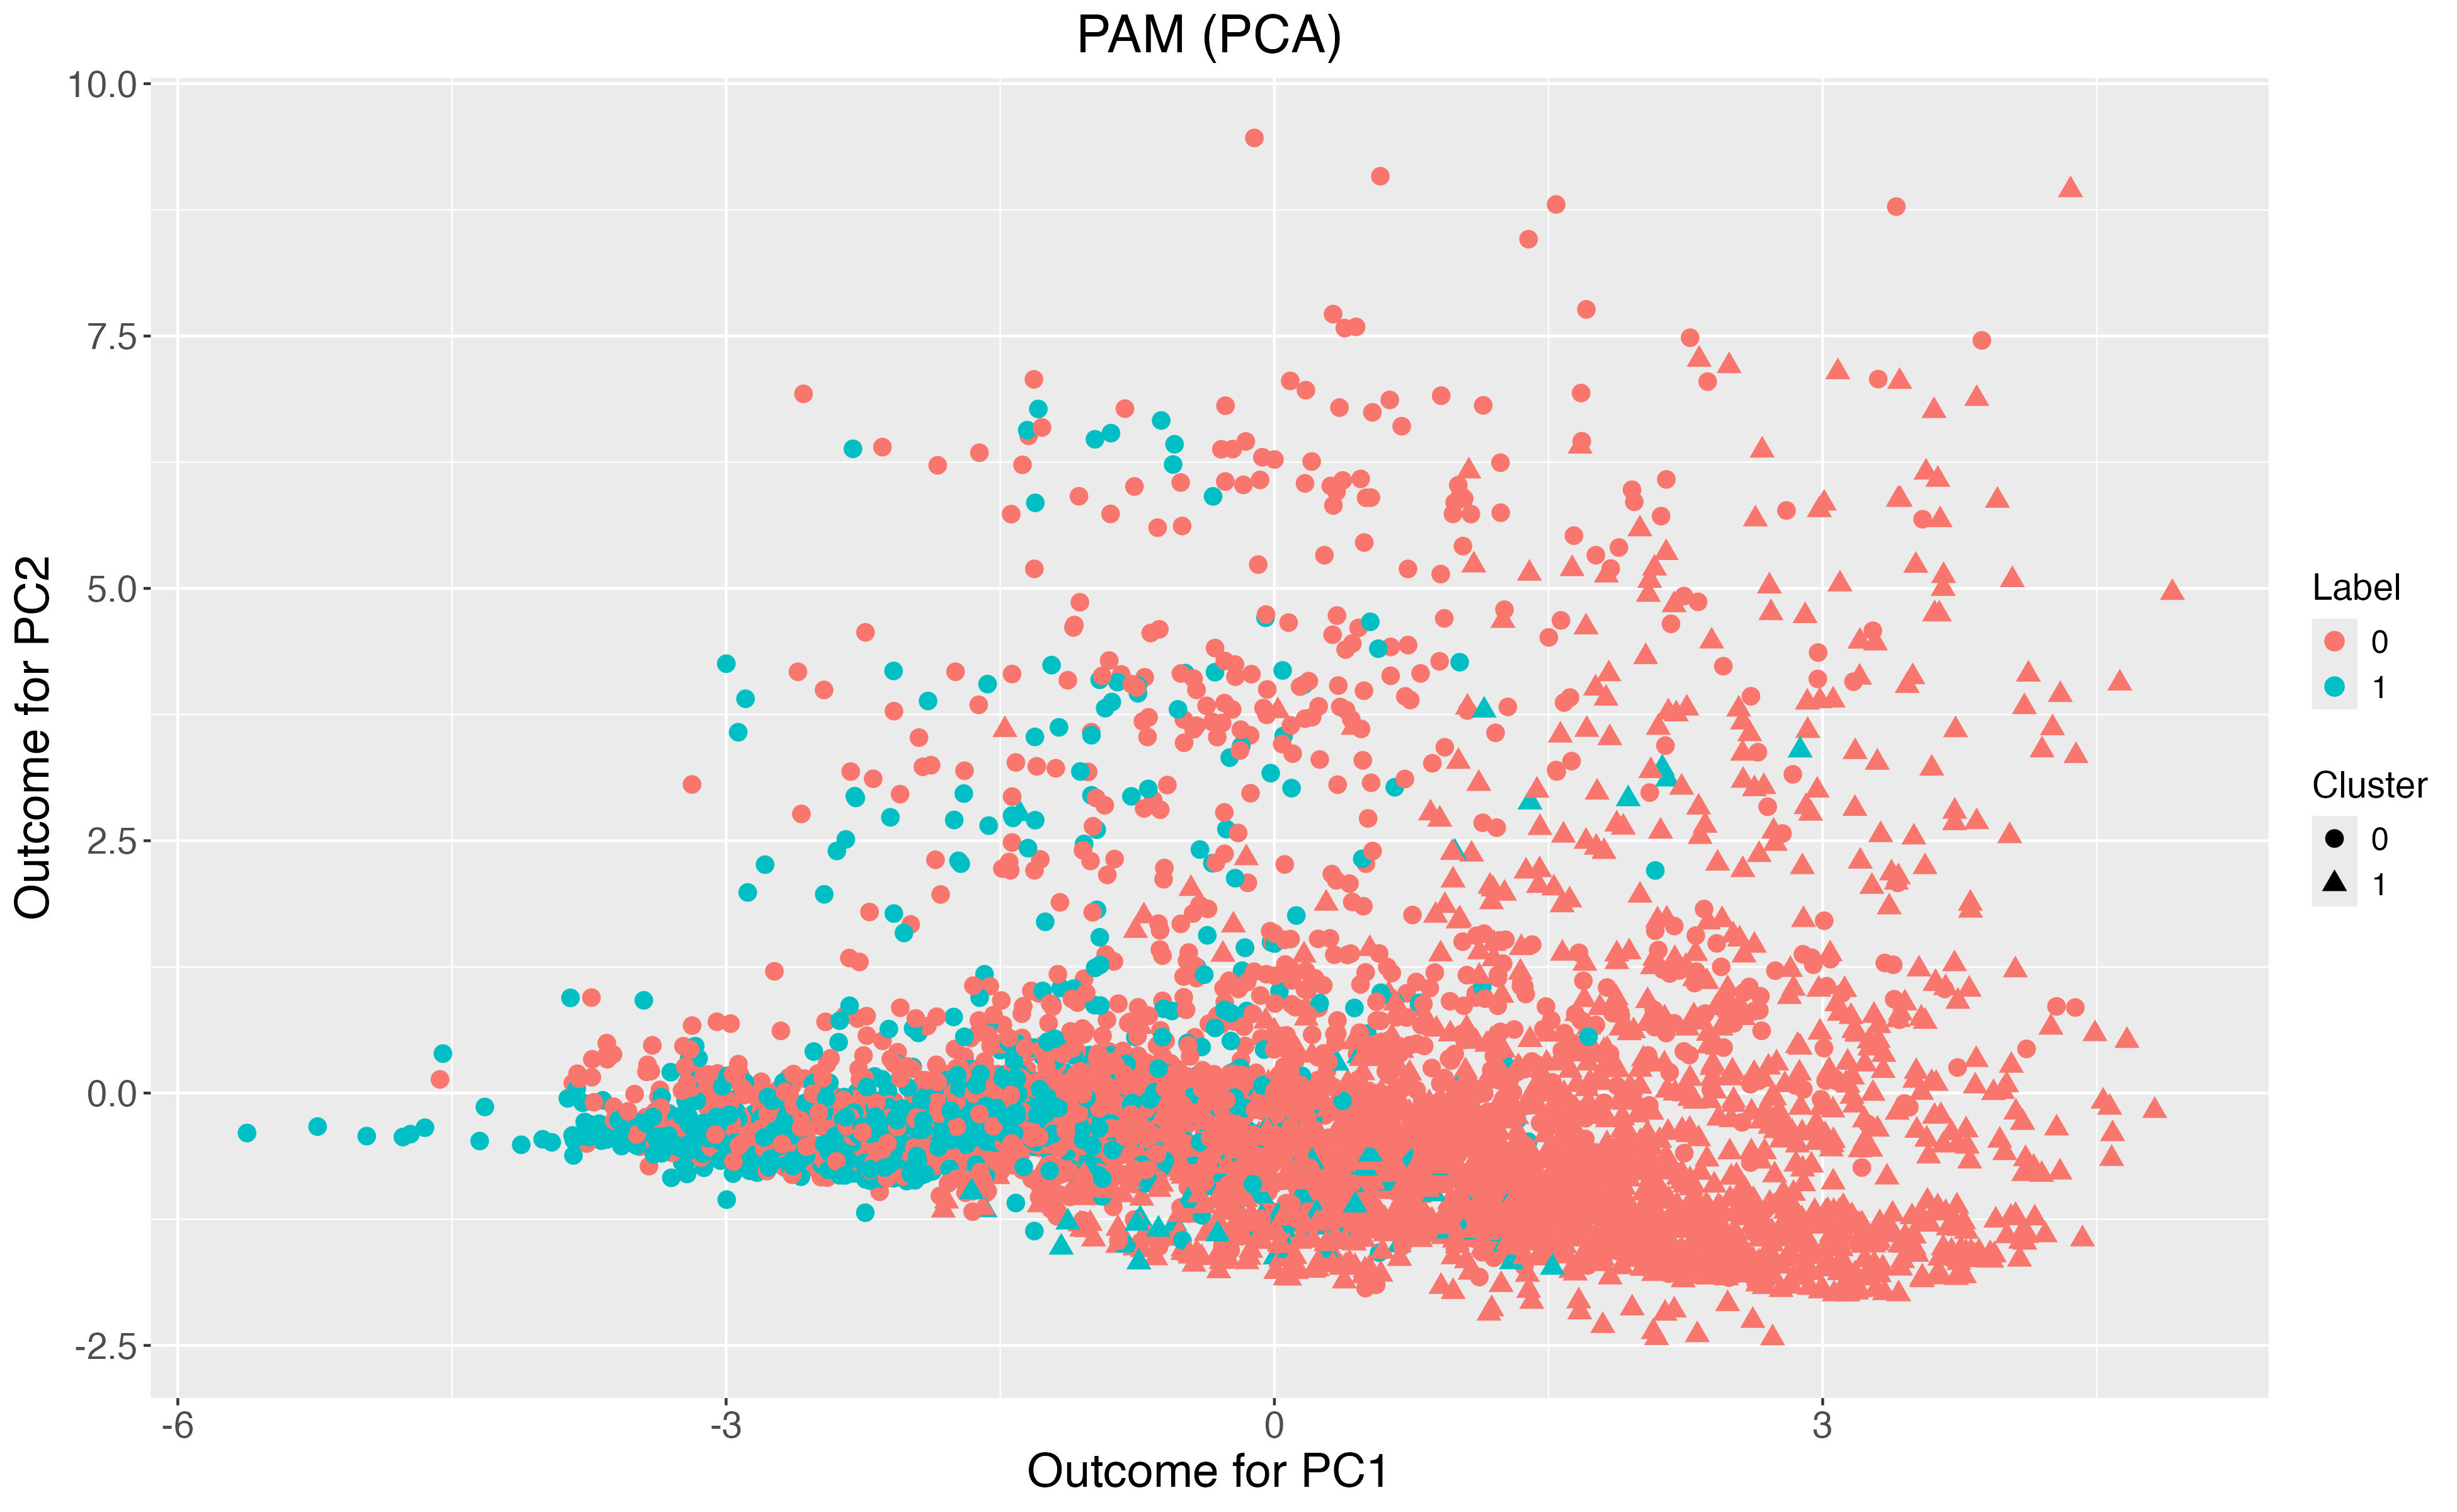 PAM (PCA)
10.0
7.5
5.0
2.5
0.0
-2.5
Outcome for PC2
-6
-3
0
3
Outcome for PC1
Label
0
1
Cluster
0
1